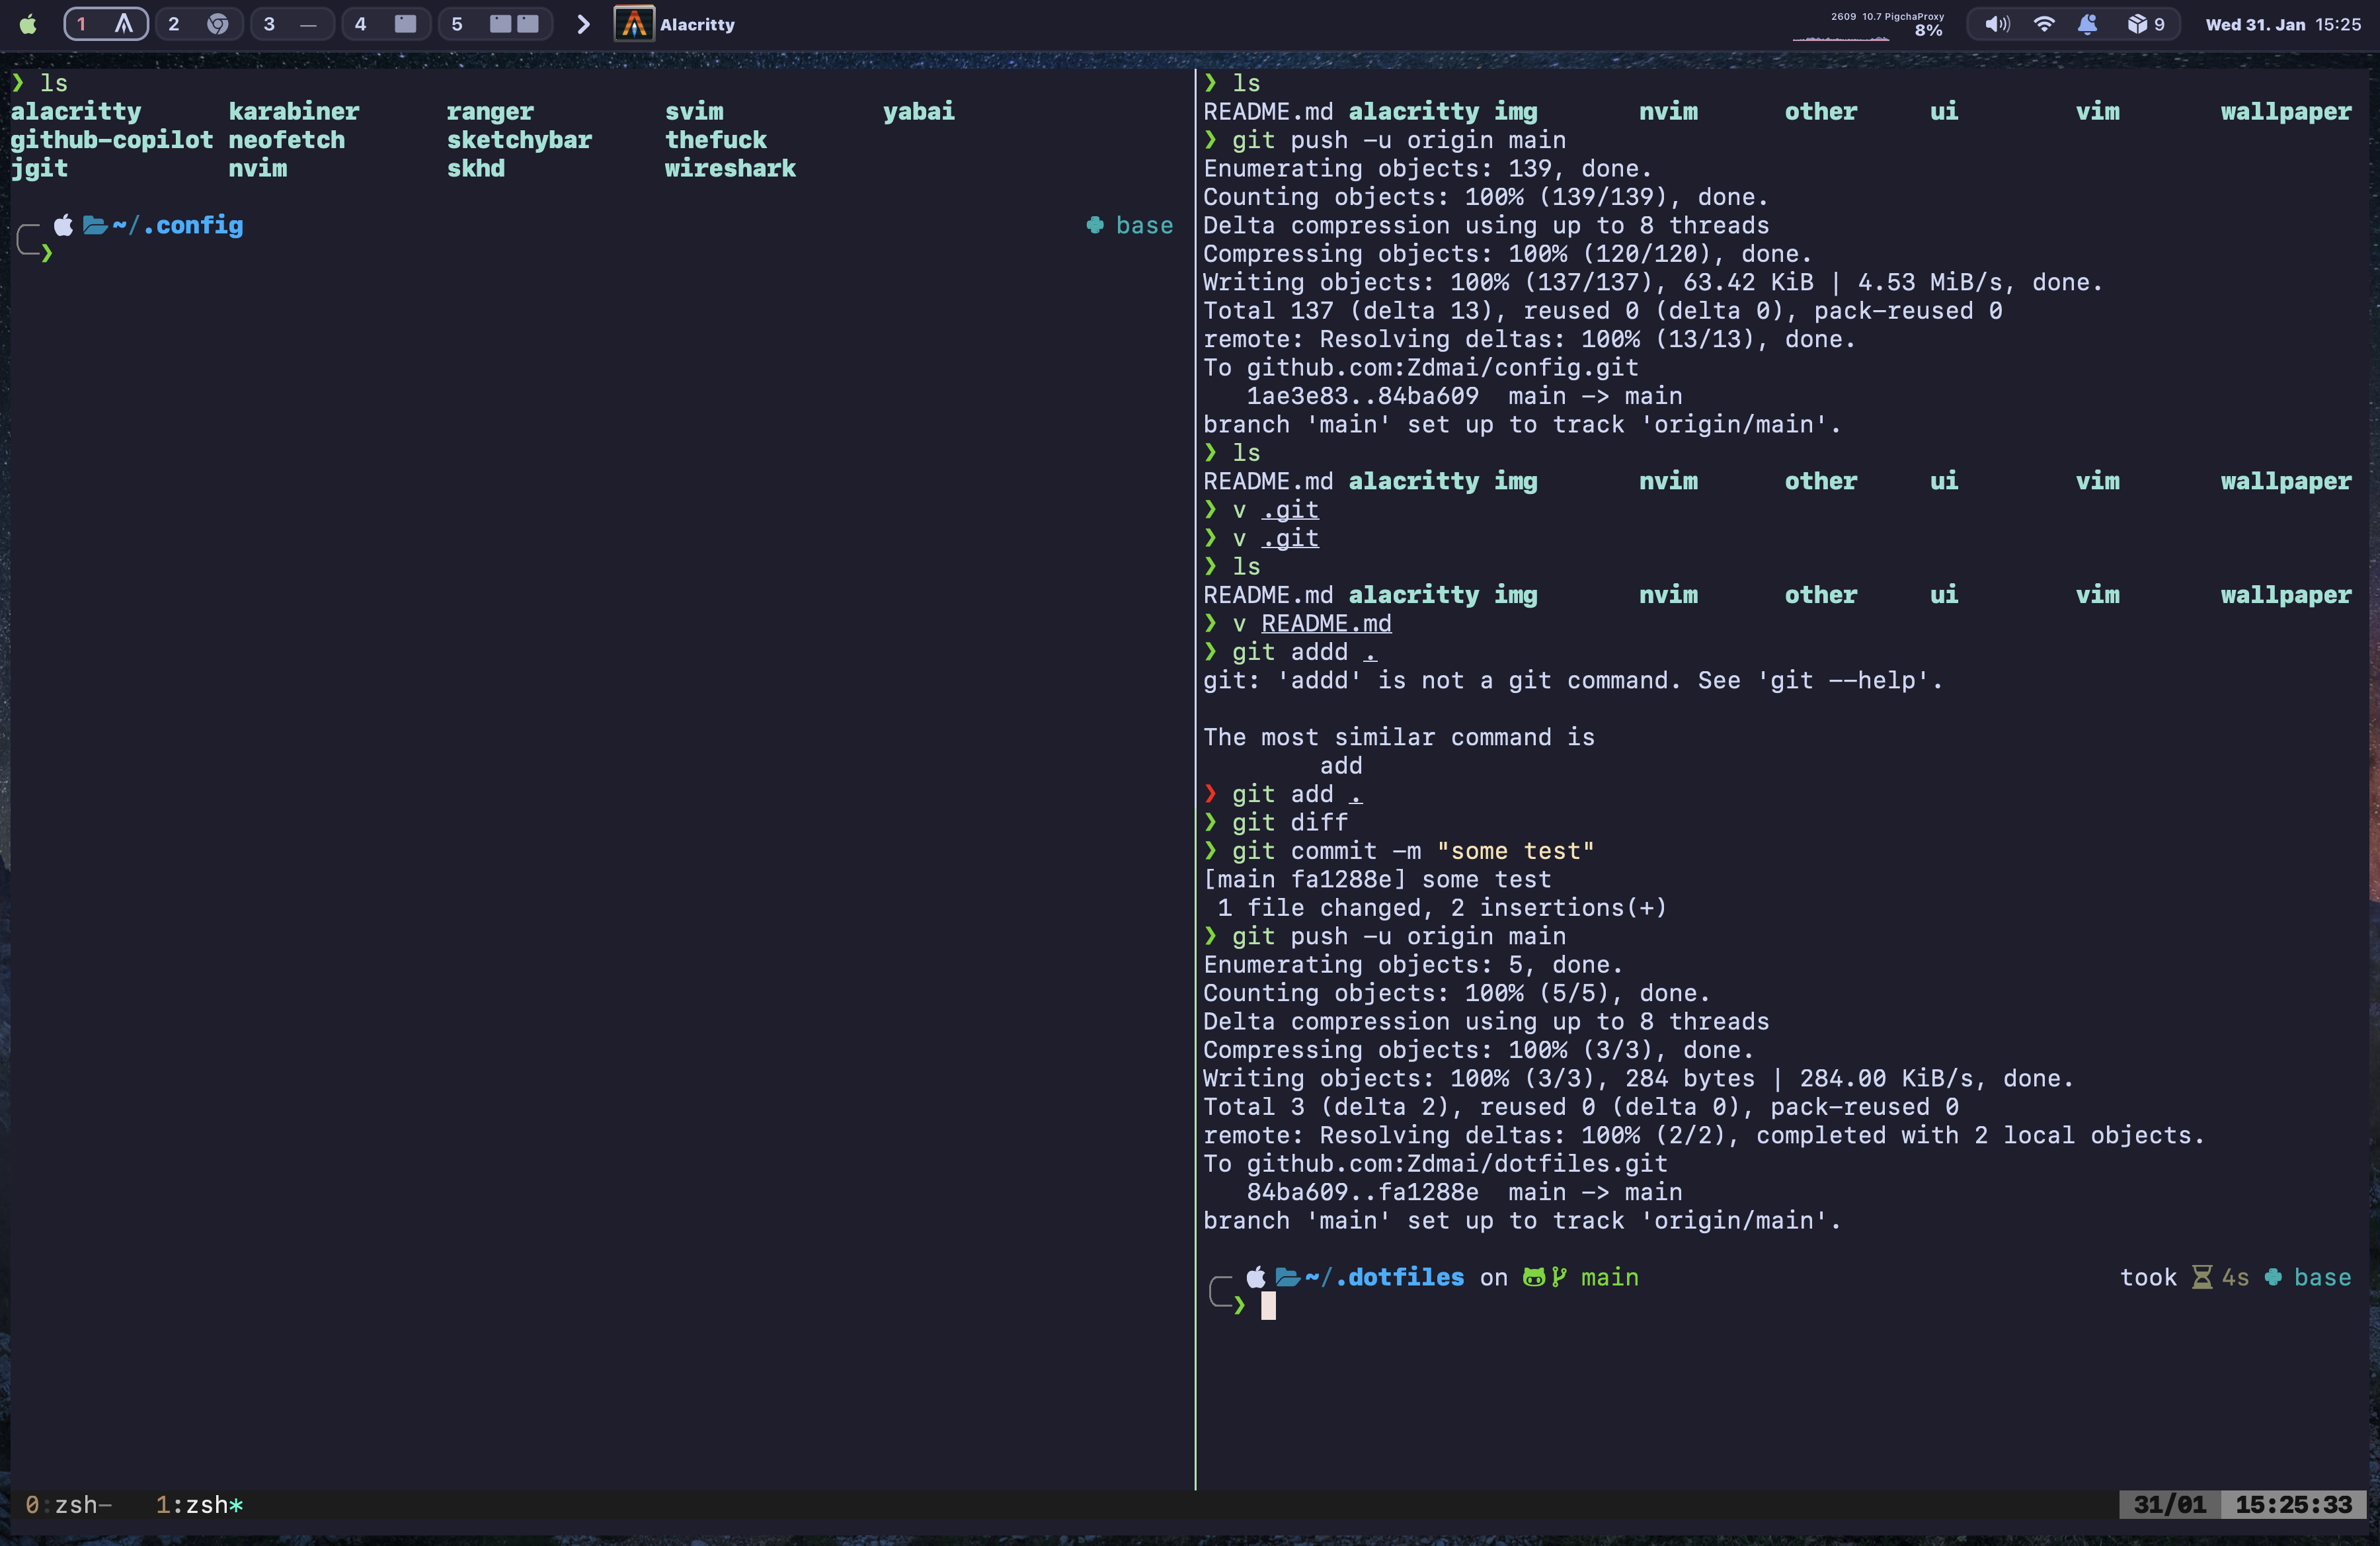 1 2 3 4 5 Alacritty 2609 10.7 PigchaProxy 8% 9 Wed 31. Jan 15:25
❯ ls
alacritty karabiner ranger svim yabai
github-copilot neofetch sketchybar thefuck
jgit nvim skhd wireshark
~/.config base
❯
❯ ls
README.md alacritty img nvim other ui vim wallpaper
❯ git push -u origin main
Enumerating objects: 139, done.
Counting objects: 100% (139/139), done.
Delta compression using up to 8 threads
Compressing objects: 100% (120/120), done.
Writing objects: 100% (137/137), 63.42 KiB | 4.53 MiB/s, done.
Total 137 (delta 13), reused 0 (delta 0), pack-reused 0
remote: Resolving deltas: 100% (13/13), done.
To github.com:Zdmai/config.git
1ae3e83..84ba609 main -> main
branch 'main' set up to track 'origin/main'.
❯ ls
README.md alacritty img nvim other ui vim wallpaper
❯ v .git
❯ v .git
❯ ls
README.md alacritty img nvim other ui vim wallpaper
❯ v README.md
❯ git addd .
git: 'addd' is not a git command. See 'git --help'.
The most similar command is
add
❯ git add .
❯ git diff
❯ git commit -m "some test"
[main fa1288e] some test
1 file changed, 2 insertions(+)
❯ git push -u origin main
Enumerating objects: 5, done.
Counting objects: 100% (5/5), done.
Delta compression using up to 8 threads
Compressing objects: 100% (3/3), done.
Writing objects: 100% (3/3), 284 bytes | 284.00 KiB/s, done.
Total 3 (delta 2), reused 0 (delta 0), pack-reused 0
remote: Resolving deltas: 100% (2/2), completed with 2 local objects.
To github.com:Zdmai/dotfiles.git
84ba609..fa1288e main -> main
branch 'main' set up to track 'origin/main'.
~/.dotfiles on main took 4s base
❯
0:zsh- 1:zsh* 31/01 15:25:33